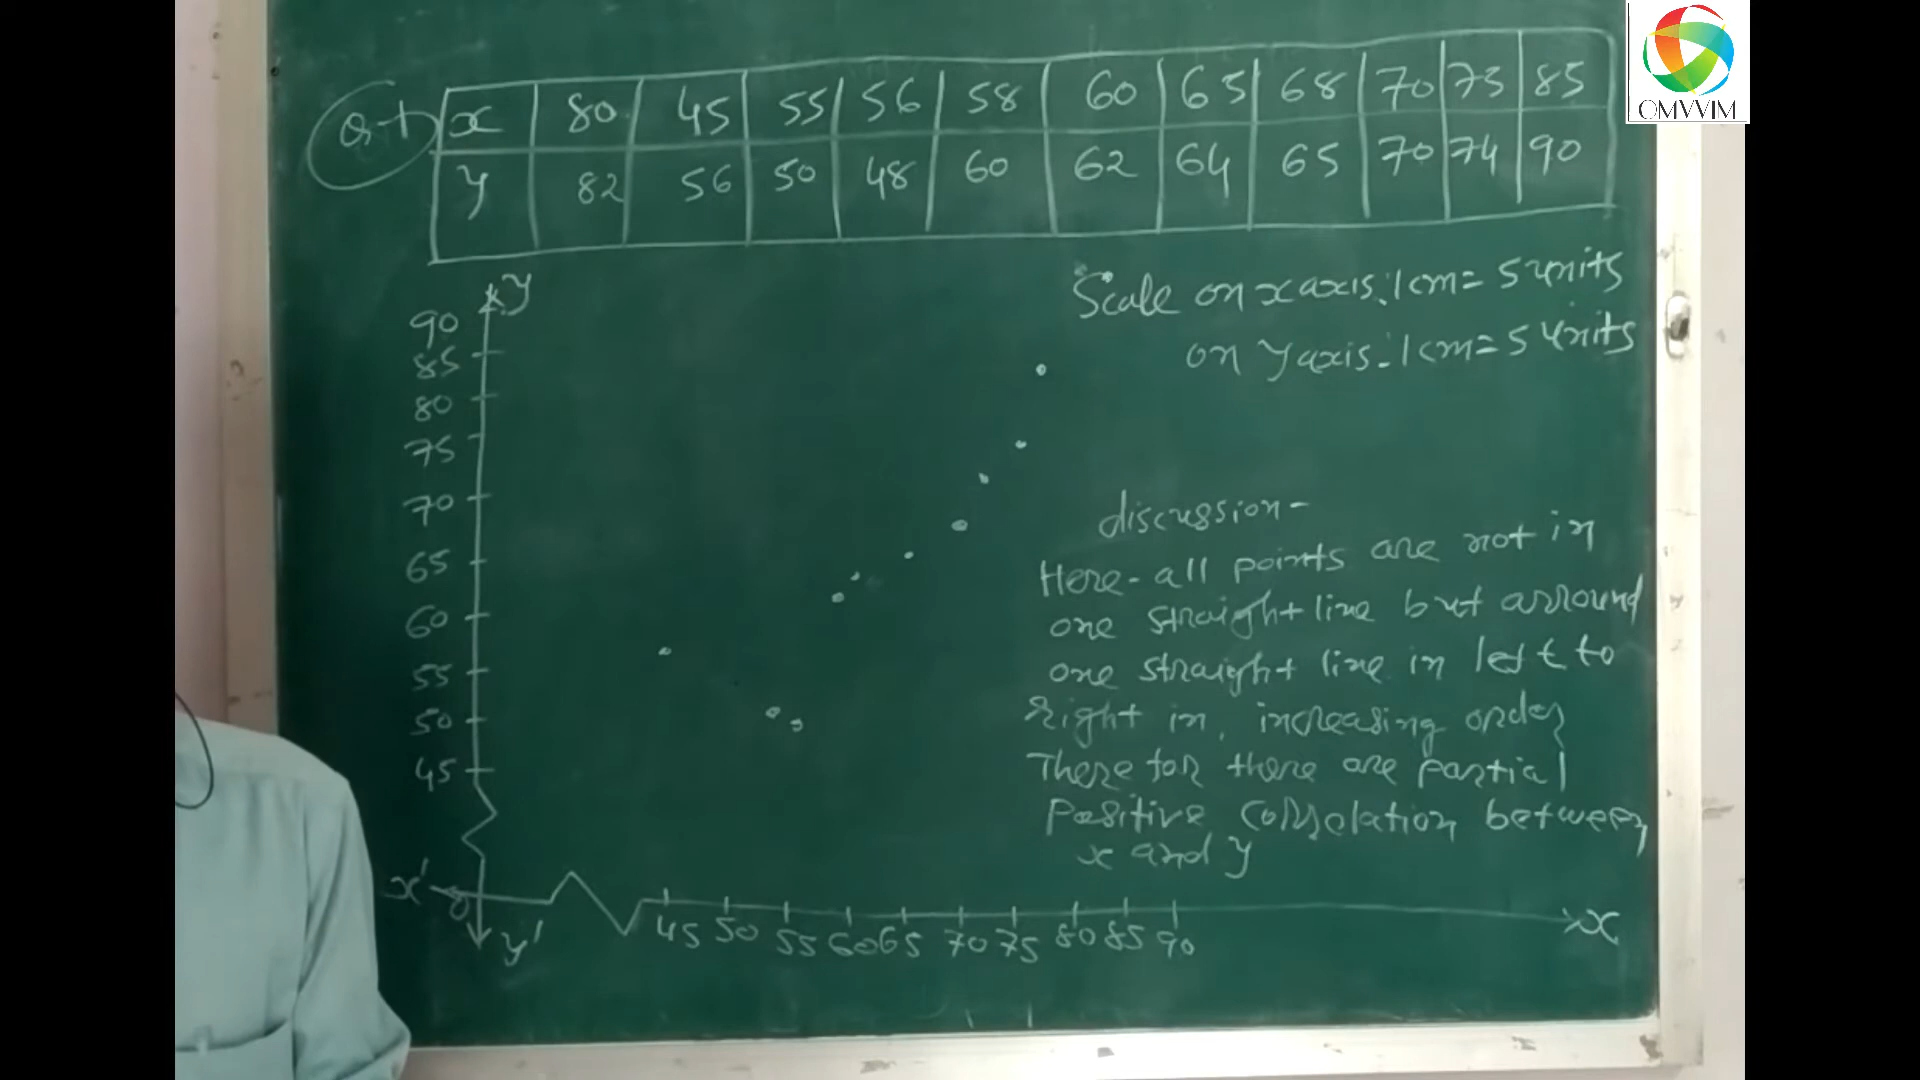 Q.1 x 80 45 55 56 58 60 65 68 70 75 85
OMVVIM
y 82 56 50 48 60 62 64 65 70 74 90
Scale on x axis: 1cm = 5 units
on y axis: 1cm = 5 units
y
90
85
80
75
70
65
60
55
50
45
discussion -
Here - all points are not in
one straight line but arround
one straight line in left to
right in, increasing order
There for there are partial
Positive Correlation between
x and y
x' 0 45 50 55 60 65 70 75 80 85 90 x
y'